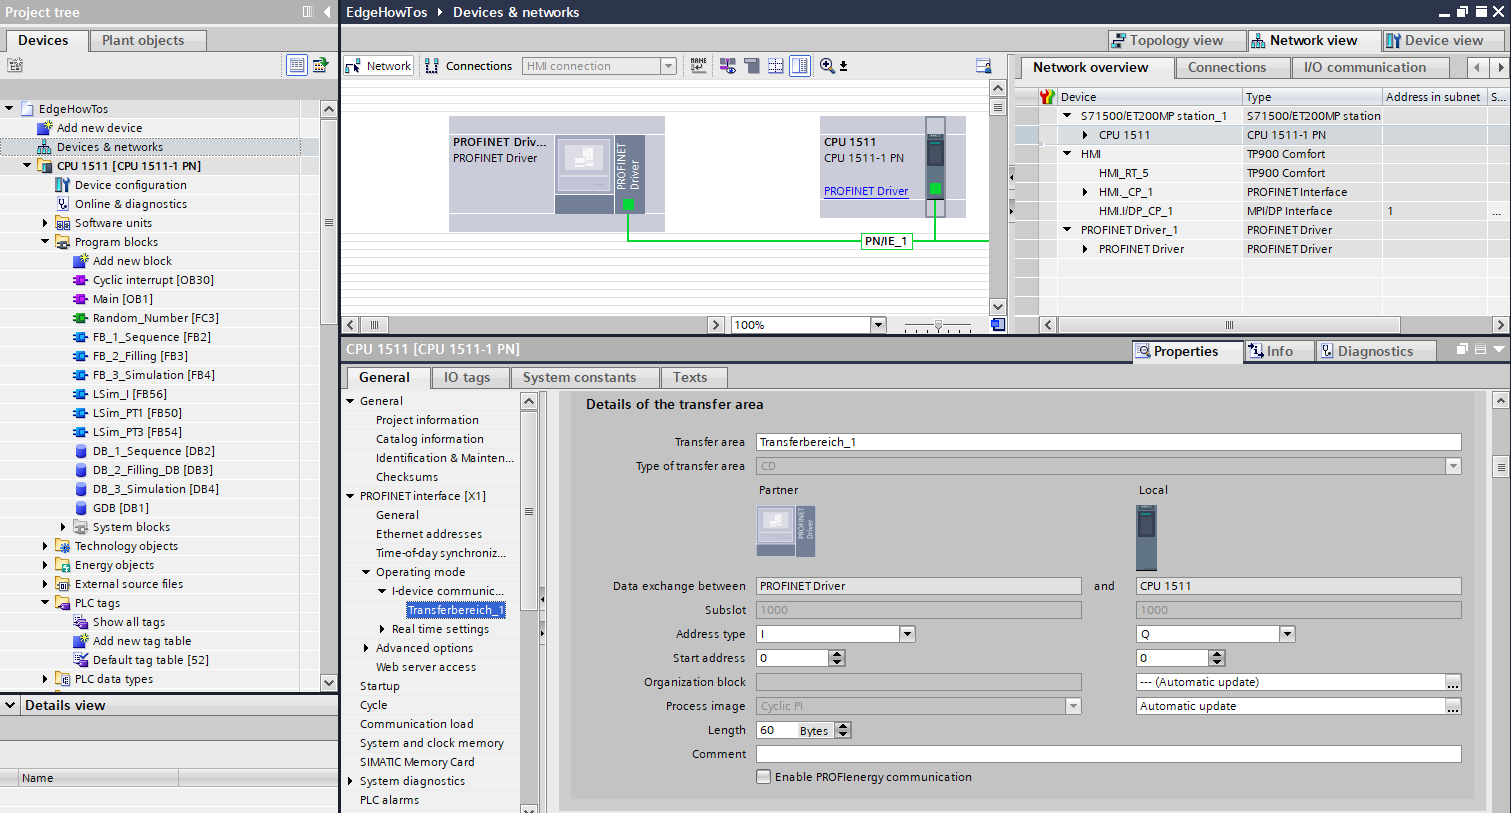 Project tree
Devices
Plant objects
EdgeHowTos
Add new device
Devices & networks
CPU 1511 [CPU 1511-1 PN]
Device configuration
Online & diagnostics
Software units
Program blocks
Add new block
Cyclic interrupt [OB30]
Main [OB1]
Random_Number [FC3]
FB_1_Sequence [FB2]
FB_2_Filling [FB3]
FB_3_Simulation [FB4]
LSim_I [FB56]
LSim_PT1 [FB50]
LSim_PT3 [FB54]
DB_1_Sequence [DB2]
DB_2_Filling_DB [DB3]
DB_3_Simulation [DB4]
GDB [DB1]
System blocks
Technology objects
Energy objects
External source files
PLC tags
Show all tags
Add new tag table
Default tag table [52]
PLC data types
Details view
Name
EdgeHowTos Devices & networks
Topology view Network view Device view
Network Connections HMI connection
PROFINET Driv...
PROFINET Driver
PROFINET
Driver
CPU 1511
CPU 1511-1 PN
PROFINET Driver
PN/IE_1
100%
Network overview Connections I/O communication
Device Type Address in subnet S...
S71500/ET200MP station_1 S71500/ET200MP station
CPU 1511 CPU 1511-1 PN
HMI TP900 Comfort
HMI_RT_5 TP900 Comfort
HMI._CP_1 PROFINET Interface
HMI.I/DP_CP_1 MPI/DP Interface 1 ...
PROFINET Driver_1 PROFINET Driver
PROFINET Driver PROFINET Driver
CPU 1511 [CPU 1511-1 PN]
Properties Info Diagnostics
General IO tags System constants Texts
General
Project information
Catalog information
Identification & Mainten...
Checksums
PROFINET interface [X1]
General
Ethernet addresses
Time-of-day synchroniz...
Operating mode
I-device communic...
Transferbereich_1
Real time settings
Advanced options
Web server access
Startup
Cycle
Communication load
System and clock memory
SIMATIC Memory Card
System diagnostics
PLC alarms
Details of the transfer area
Transfer area Transferbereich_1
Type of transfer area CD
Partner Local
PROFINET
Driver
Data exchange between PROFINET Driver and CPU 1511
Subslot 1000 1000
Address type I Q
Start address 0 0
Organization block --- (Automatic update) ...
Process image Cyclic PI Automatic update ...
Length 60 Bytes
Comment
Enable PROFIenergy communication